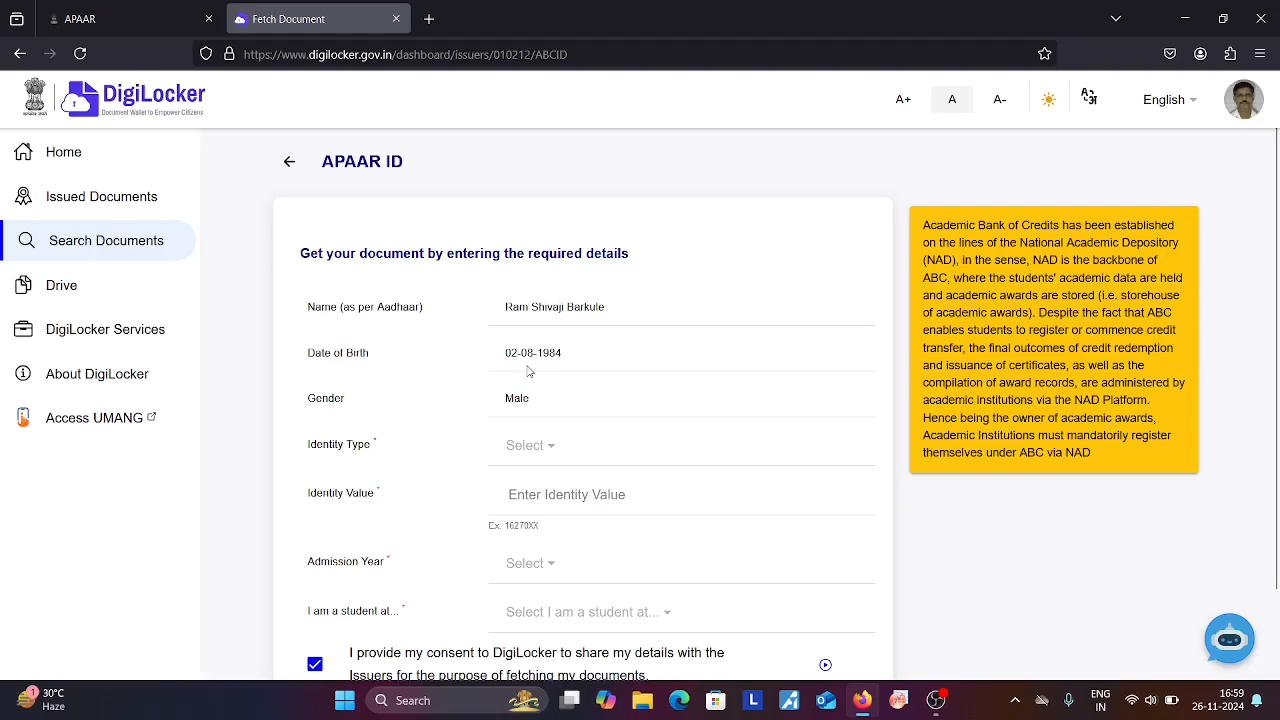 APAAR
Fetch Document
https://www.digilocker.gov.in/dashboard/issuers/010212/ABCID
DigiLocker
Document Wallet to Empower Citizens
A+ A A- English
Home
Issued Documents
Search Documents
Drive
DigiLocker Services
About DigiLocker
Access UMANG
APAAR ID
Get your document by entering the required details
Name (as per Aadhaar) Ram Shivaji Barkule
Date of Birth 02-08-1984
Gender Male
Identity Type * Select
Identity Value * Enter Identity Value
Ex. 16270XX
Admission Year * Select
I am a student at... * Select I am a student at...
I provide my consent to DigiLocker to share my details with the
Issuers for the purpose of fetching my documents.
Academic Bank of Credits has been established
on the lines of the National Academic Depository
(NAD), in the sense, NAD is the backbone of
ABC, where the students' academic data are held
and academic awards are stored (i.e. storehouse
of academic awards). Despite the fact that ABC
enables students to register or commence credit
transfer, the final outcomes of credit redemption
and issuance of certificates, as well as the
compilation of award records, are administered by
academic institutions via the NAD Platform.
Hence being the owner of academic awards,
Academic Institutions must mandatorily register
themselves under ABC via NAD
1
30°C
Haze
Search
ENG
IN
16:59
26-11-2024